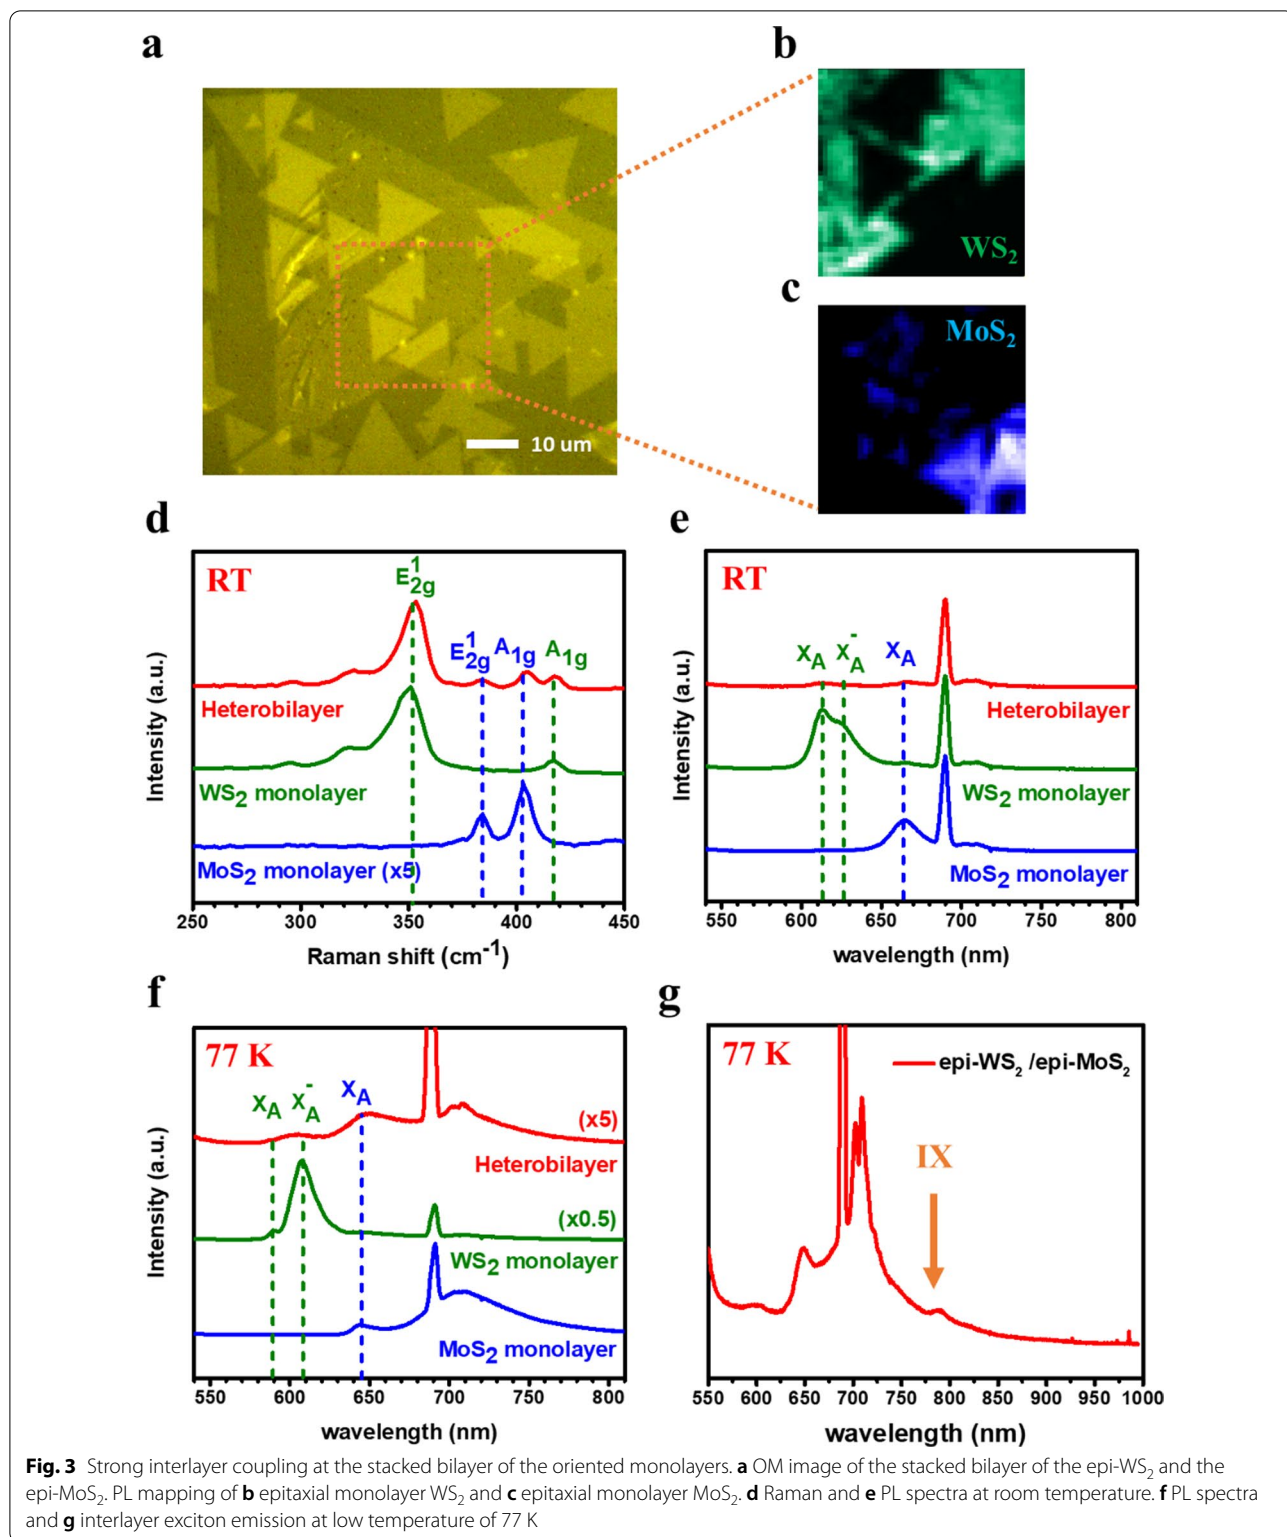 a
b
WS2
c
MoS2
10 um
d
RT
E12g
E12g A1g A1g
Heterobilayer
WS2 monolayer
MoS2 monolayer (x5)
Intensity (a.u.)
250 300 350 400 450
Raman shift (cm-1)
e
RT
XA X-A XA
Heterobilayer
WS2 monolayer
MoS2 monolayer
Intensity (a.u.)
550 600 650 700 750 800
wavelength (nm)
f
77 K
XA X-A XA
(x5)
Heterobilayer
(x0.5)
WS2 monolayer
MoS2 monolayer
Intensity (a.u.)
550 600 650 700 750 800
wavelength (nm)
g
77 K
epi-WS2 /epi-MoS2
IX
Intensity (a.u.)
550 600 650 700 750 800 850 900 950 1000
wavelength (nm)
Fig. 3 Strong interlayer coupling at the stacked bilayer of the oriented monolayers. a OM image of the stacked bilayer of the epi-WS2 and the
epi-MoS2. PL mapping of b epitaxial monolayer WS2 and c epitaxial monolayer MoS2. d Raman and e PL spectra at room temperature. f PL spectra
and g interlayer exciton emission at low temperature of 77 K